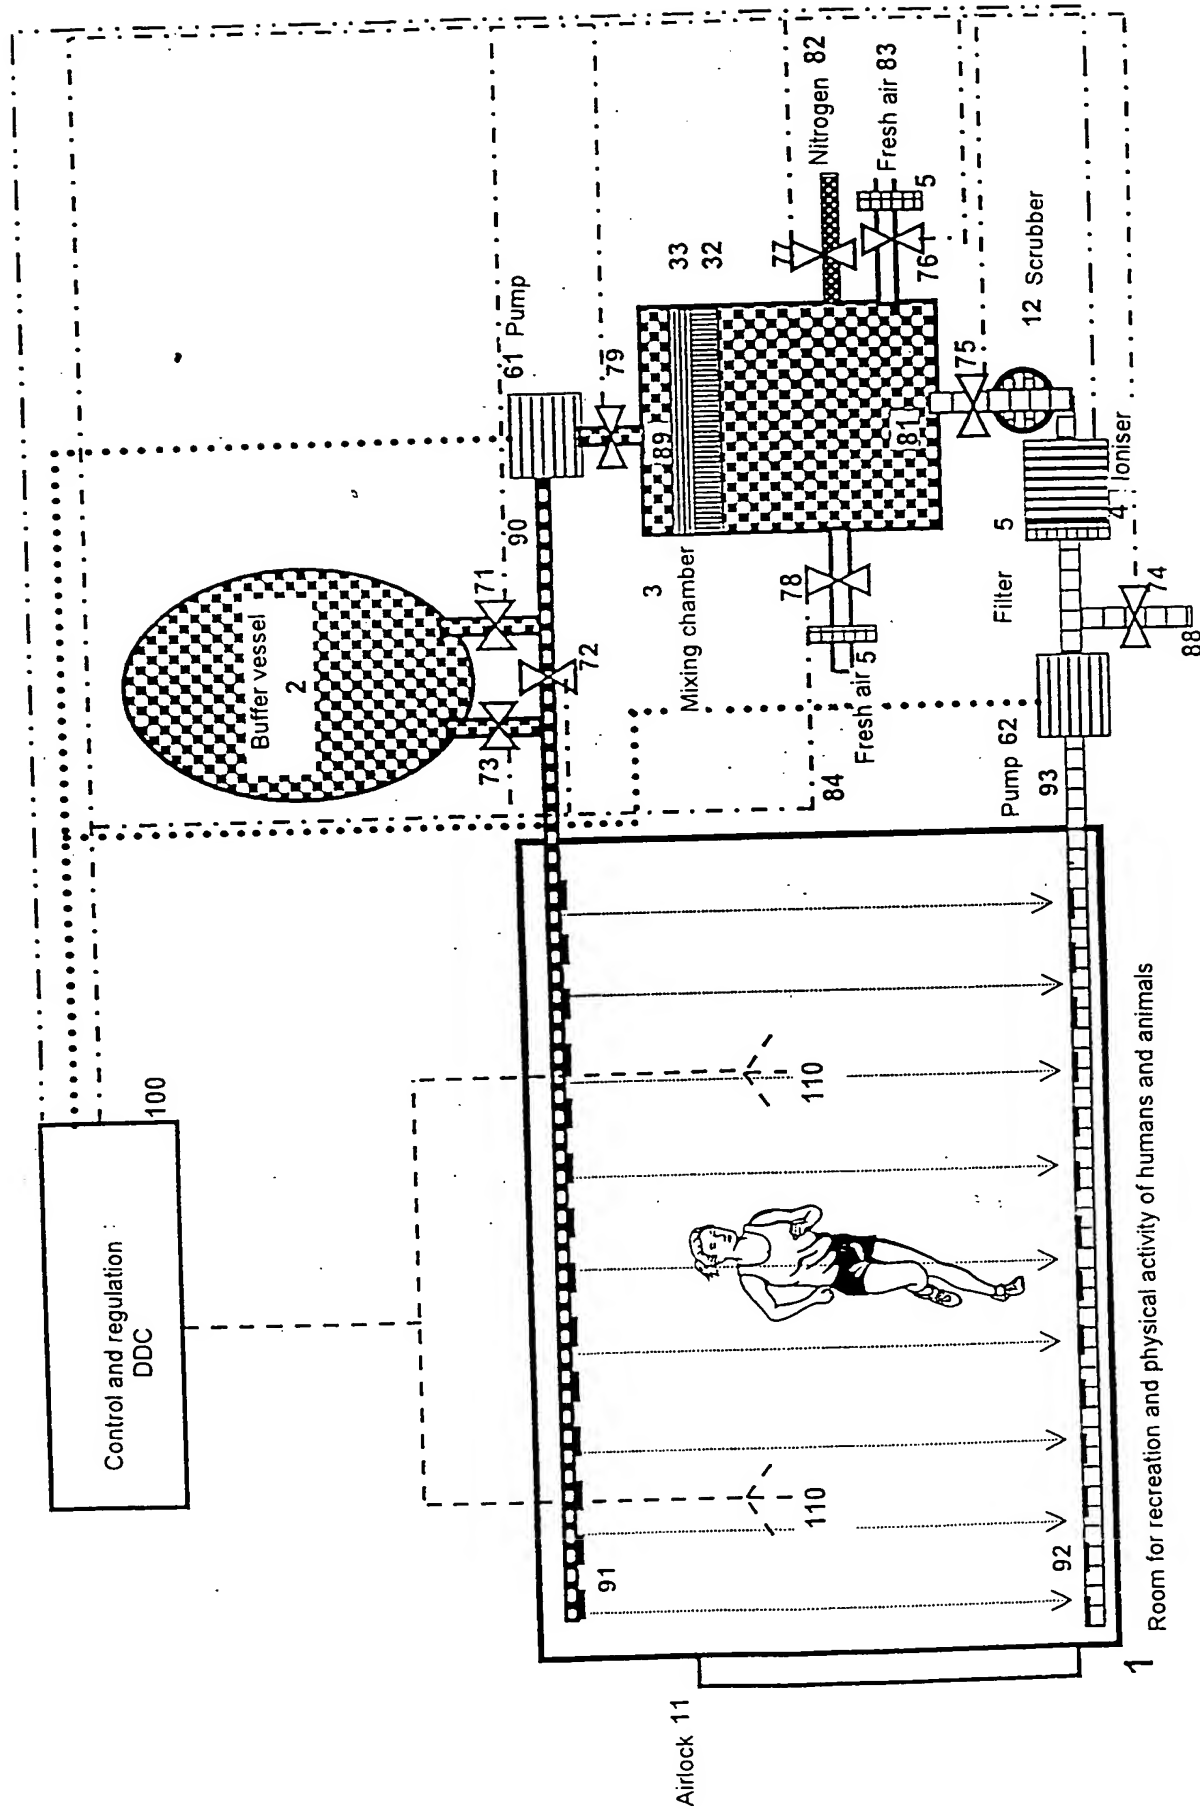 Control and regulation
DDC
100
Buffer vessel
2
73
71
72
90
61 Pump
79
89
33
32
3
Mixing chamber
81
77
Nitrogen 82
Fresh air 83
76
5
78
Fresh air 5
84
75
12 Scrubber
4 Ioniser
5
Filter
74
88
Pump 62
93
91
92
110
110
Airlock 11
1
Room for recreation and physical activity of humans and animals